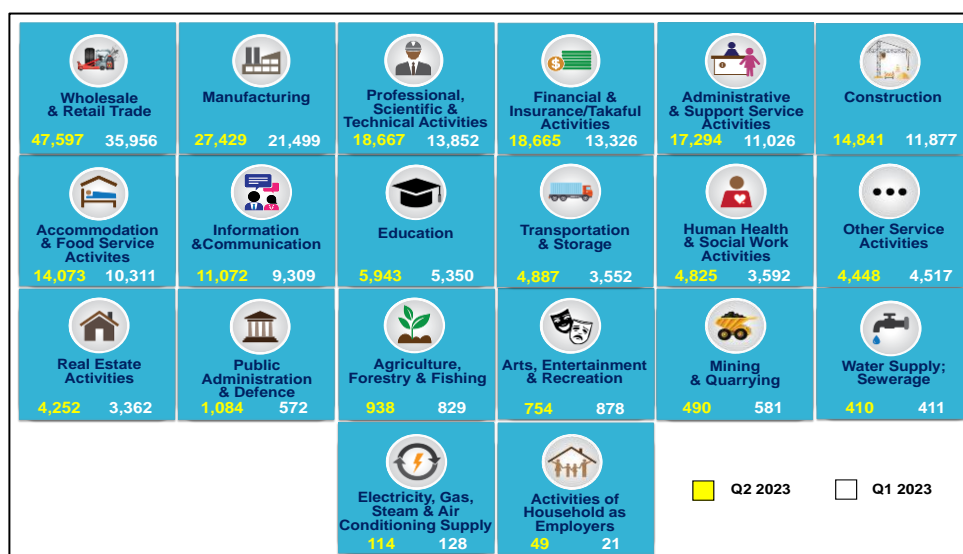 Wholesale
& Retail Trade
47,597 35,956
Manufacturing
27,429 21,499
Professional,
Scientific &
Technical Activities
18,667 13,852
Financial &
Insurance/Takaful
Activities
18,665 13,326
Administrative
& Support Service
Activities
17,294 11,026
Construction
14,841 11,877
Accommodation
& Food Service
Activites
14,073 10,311
Information
&Communication
11,072 9,309
Education
5,943 5,350
Transportation
& Storage
4,887 3,552
Human Health
& Social Work
Activities
4,825 3,592
Other Service
Activities
4,448 4,517
Real Estate
Activities
4,252 3,362
Public
Administration
& Defence
1,084 572
Agriculture,
Forestry & Fishing
938 829
Arts, Entertainment
& Recreation
754 878
Mining
& Quarrying
490 581
Water Supply;
Sewerage
410 411
Electricity, Gas,
Steam & Air
Conditioning Supply
114 128
Activities of
Household as
Employers
49 21
Q2 2023 Q1 2023